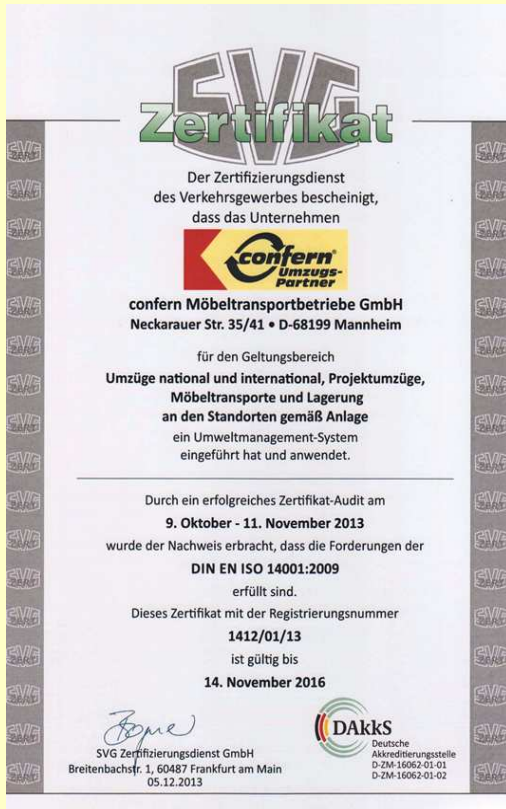 SVG
Zertifikat
Der Zertifizierungsdienst
des Verkehrsgewerbes bescheinigt,
dass das Unternehmen
confern®
Umzugs-
Partner
confern Möbeltransportbetriebe GmbH
Neckarauer Str. 35/41 • D-68199 Mannheim
für den Geltungsbereich
Umzüge national und international, Projektumzüge,
Möbeltransporte und Lagerung
an den Standorten gemäß Anlage
ein Umweltmanagement-System
eingeführt hat und anwendet.
Durch ein erfolgreiches Zertifikat-Audit am
9. Oktober - 11. November 2013
wurde der Nachweis erbracht, dass die Forderungen der
DIN EN ISO 14001:2009
erfüllt sind.
Dieses Zertifikat mit der Registrierungsnummer
1412/01/13
ist gültig bis
14. November 2016
SVG Zertifizierungsdienst GmbH
Breitenbachstr. 1, 60487 Frankfurt am Main
05.12.2013
DAkkS
Deutsche
Akkreditierungsstelle
D-ZM-16062-01-01
D-ZM-16062-01-02